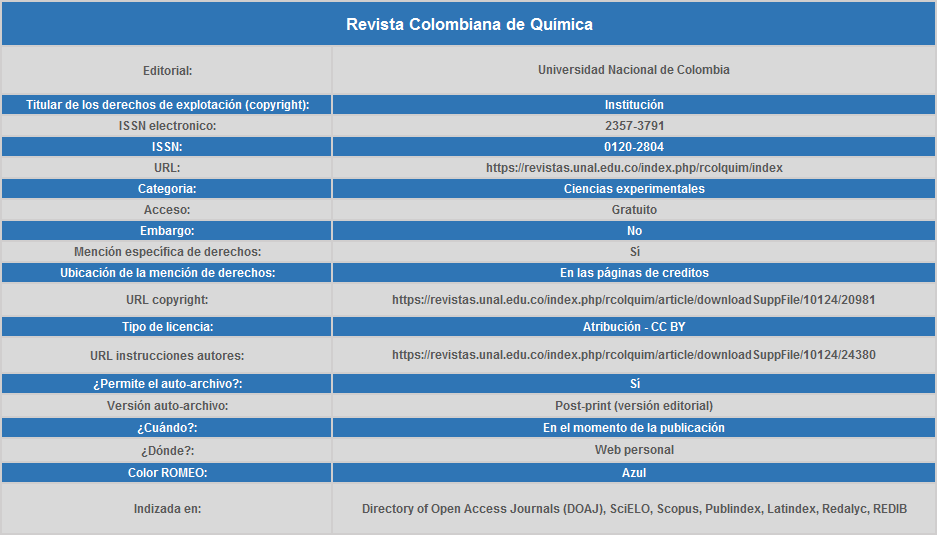 Revista Colombiana de Química
Editorial: Universidad Nacional de Colombia
Titular de los derechos de explotación (copyright): Institución
ISSN electronico: 2357-3791
ISSN: 0120-2804
URL: https://revistas.unal.edu.co/index.php/rcolquim/index
Categoria: Ciencias experimentales
Acceso: Gratuito
Embargo: No
Mención específica de derechos: Sí
Ubicación de la mención de derechos: En las páginas de creditos
URL copyright: https://revistas.unal.edu.co/index.php/rcolquim/article/downloadSuppFile/10124/20981
Tipo de licencia: Atribución - CC BY
URL instrucciones autores: https://revistas.unal.edu.co/index.php/rcolquim/article/downloadSuppFile/10124/24380
¿Permite el auto-archivo?: Sí
Versión auto-archivo: Post-print (versión editorial)
¿Cuándo?: En el momento de la publicación
¿Dónde?: Web personal
Color ROMEO: Azul
Indizada en: Directory of Open Access Journals (DOAJ), SciELO, Scopus, Publindex, Latindex, Redalyc, REDIB